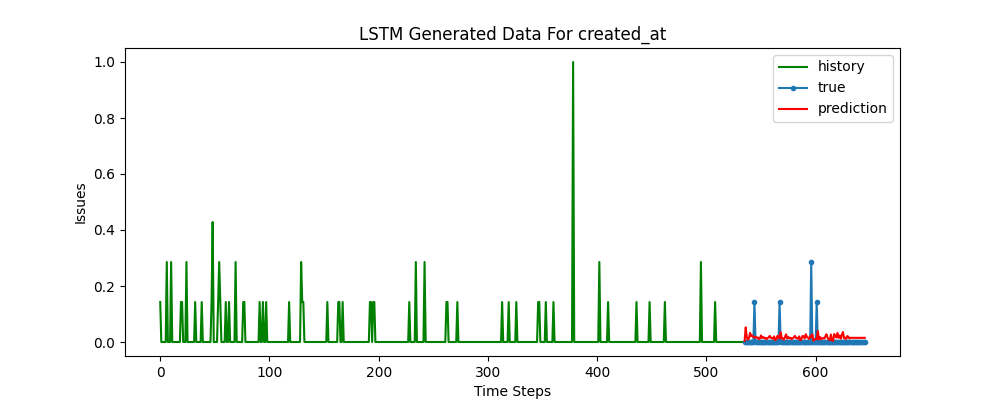 LSTM Generated Data For created_at
1.0
0.8
0.6
0.4
0.2
0.0
Issues
0 100 200 300 400 500 600
Time Steps
history
true
prediction